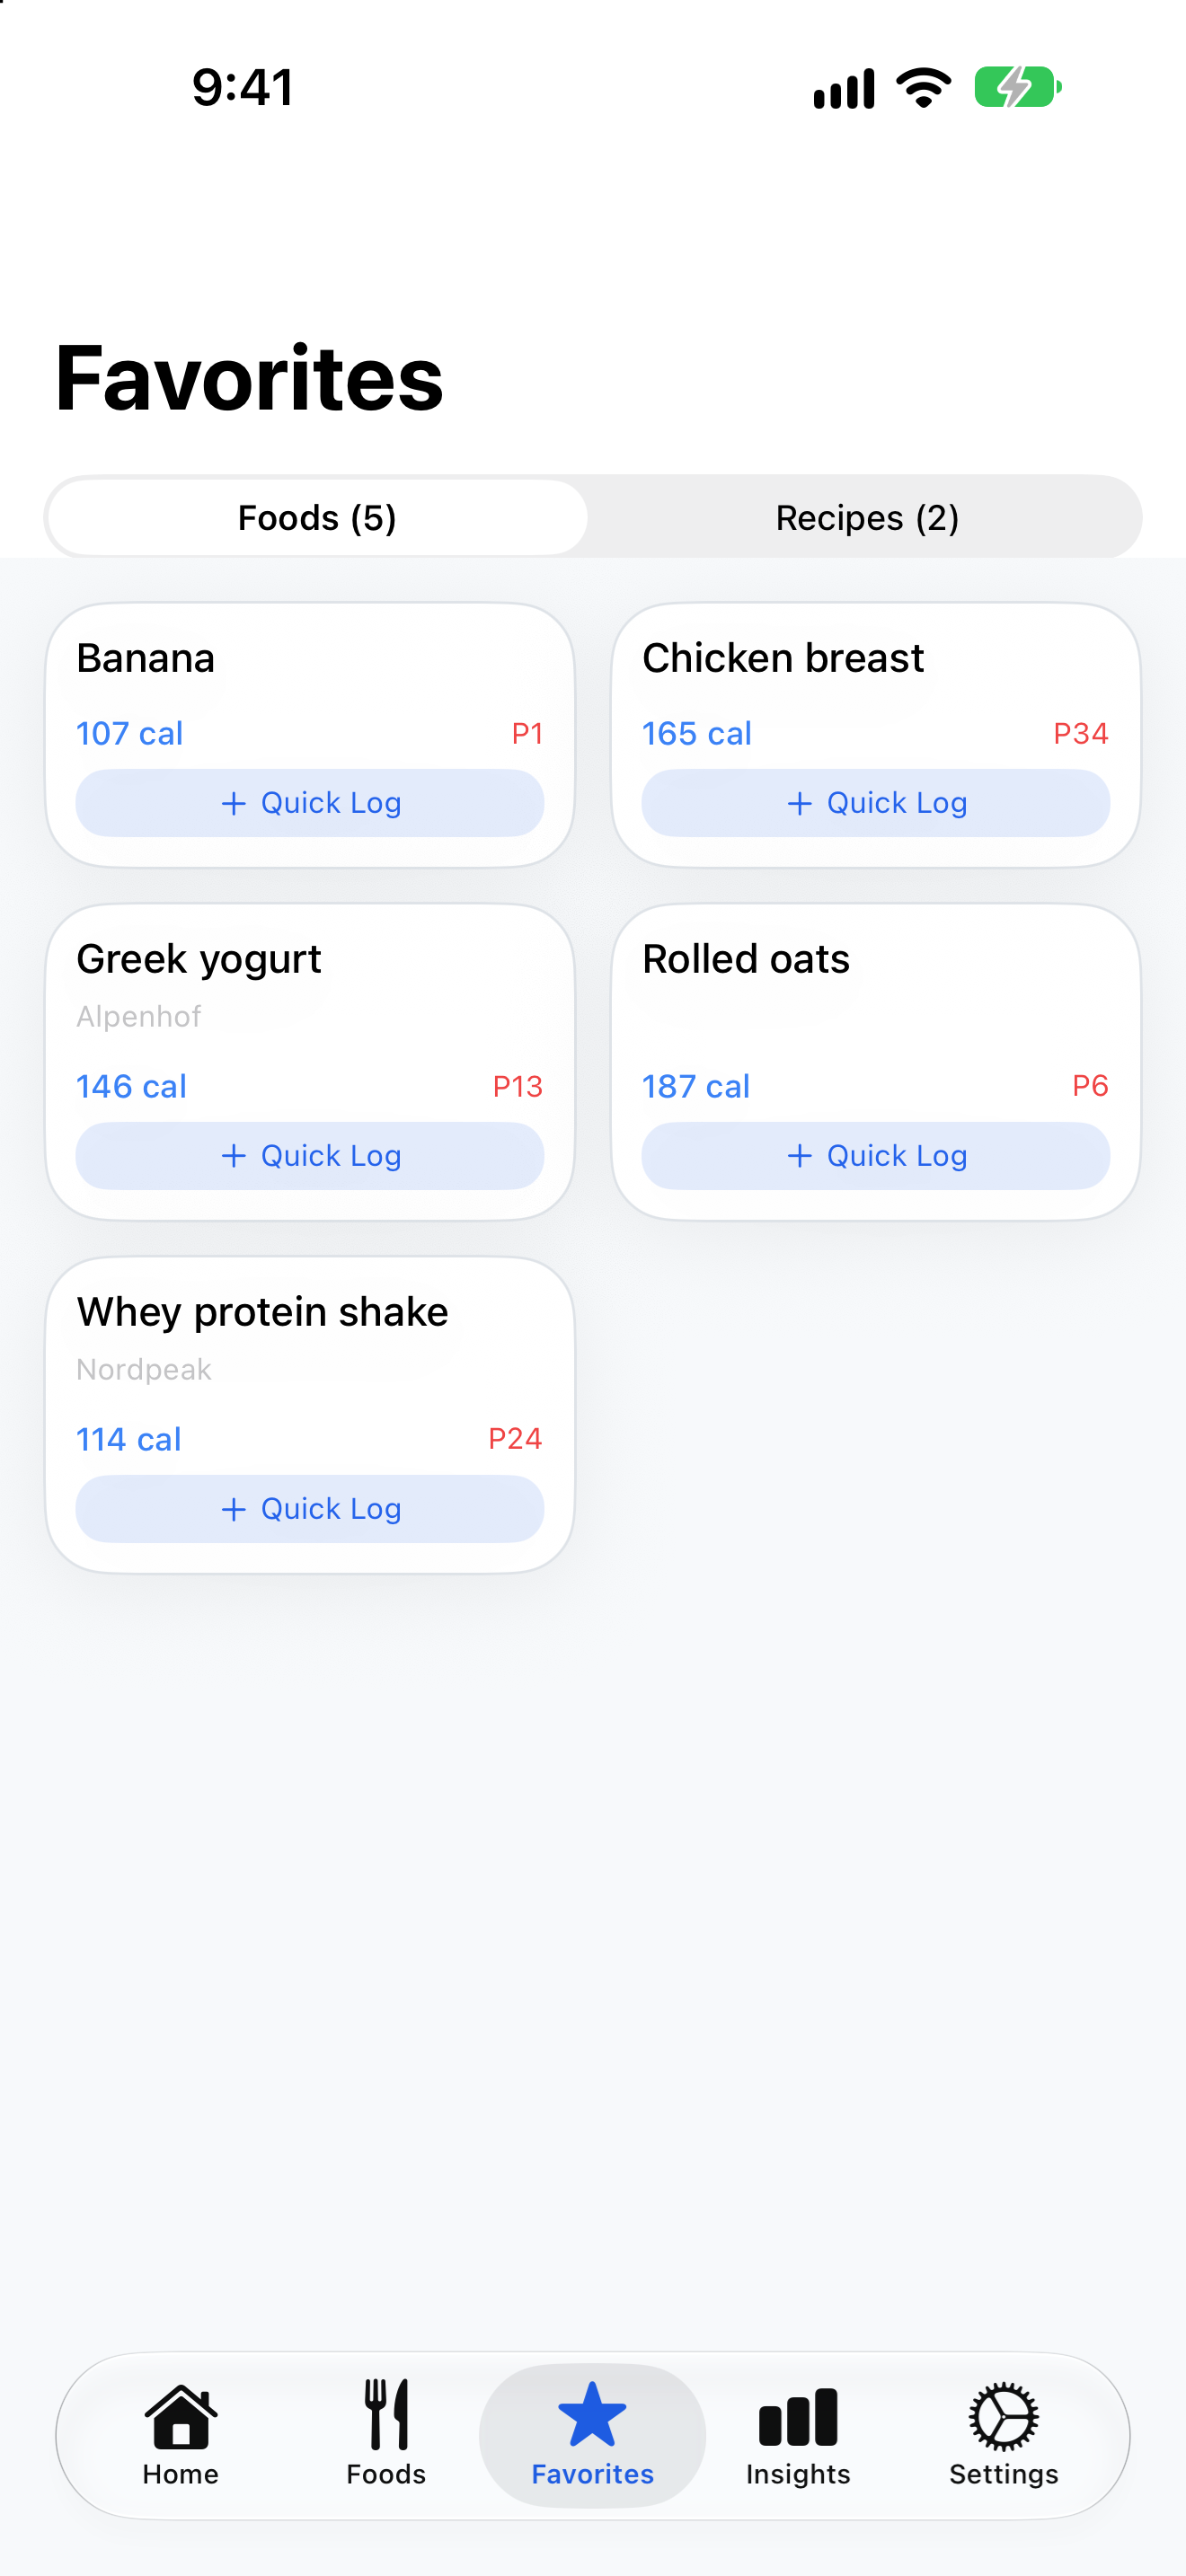 9:41
Favorites
Foods (5)
Recipes (2)
Banana
107 cal P1
+ Quick Log
Chicken breast
165 cal P34
+ Quick Log
Greek yogurt
Alpenhof
146 cal P13
+ Quick Log
Rolled oats
187 cal P6
+ Quick Log
Whey protein shake
Nordpeak
114 cal P24
+ Quick Log
Home
Foods
Favorites
Insights
Settings